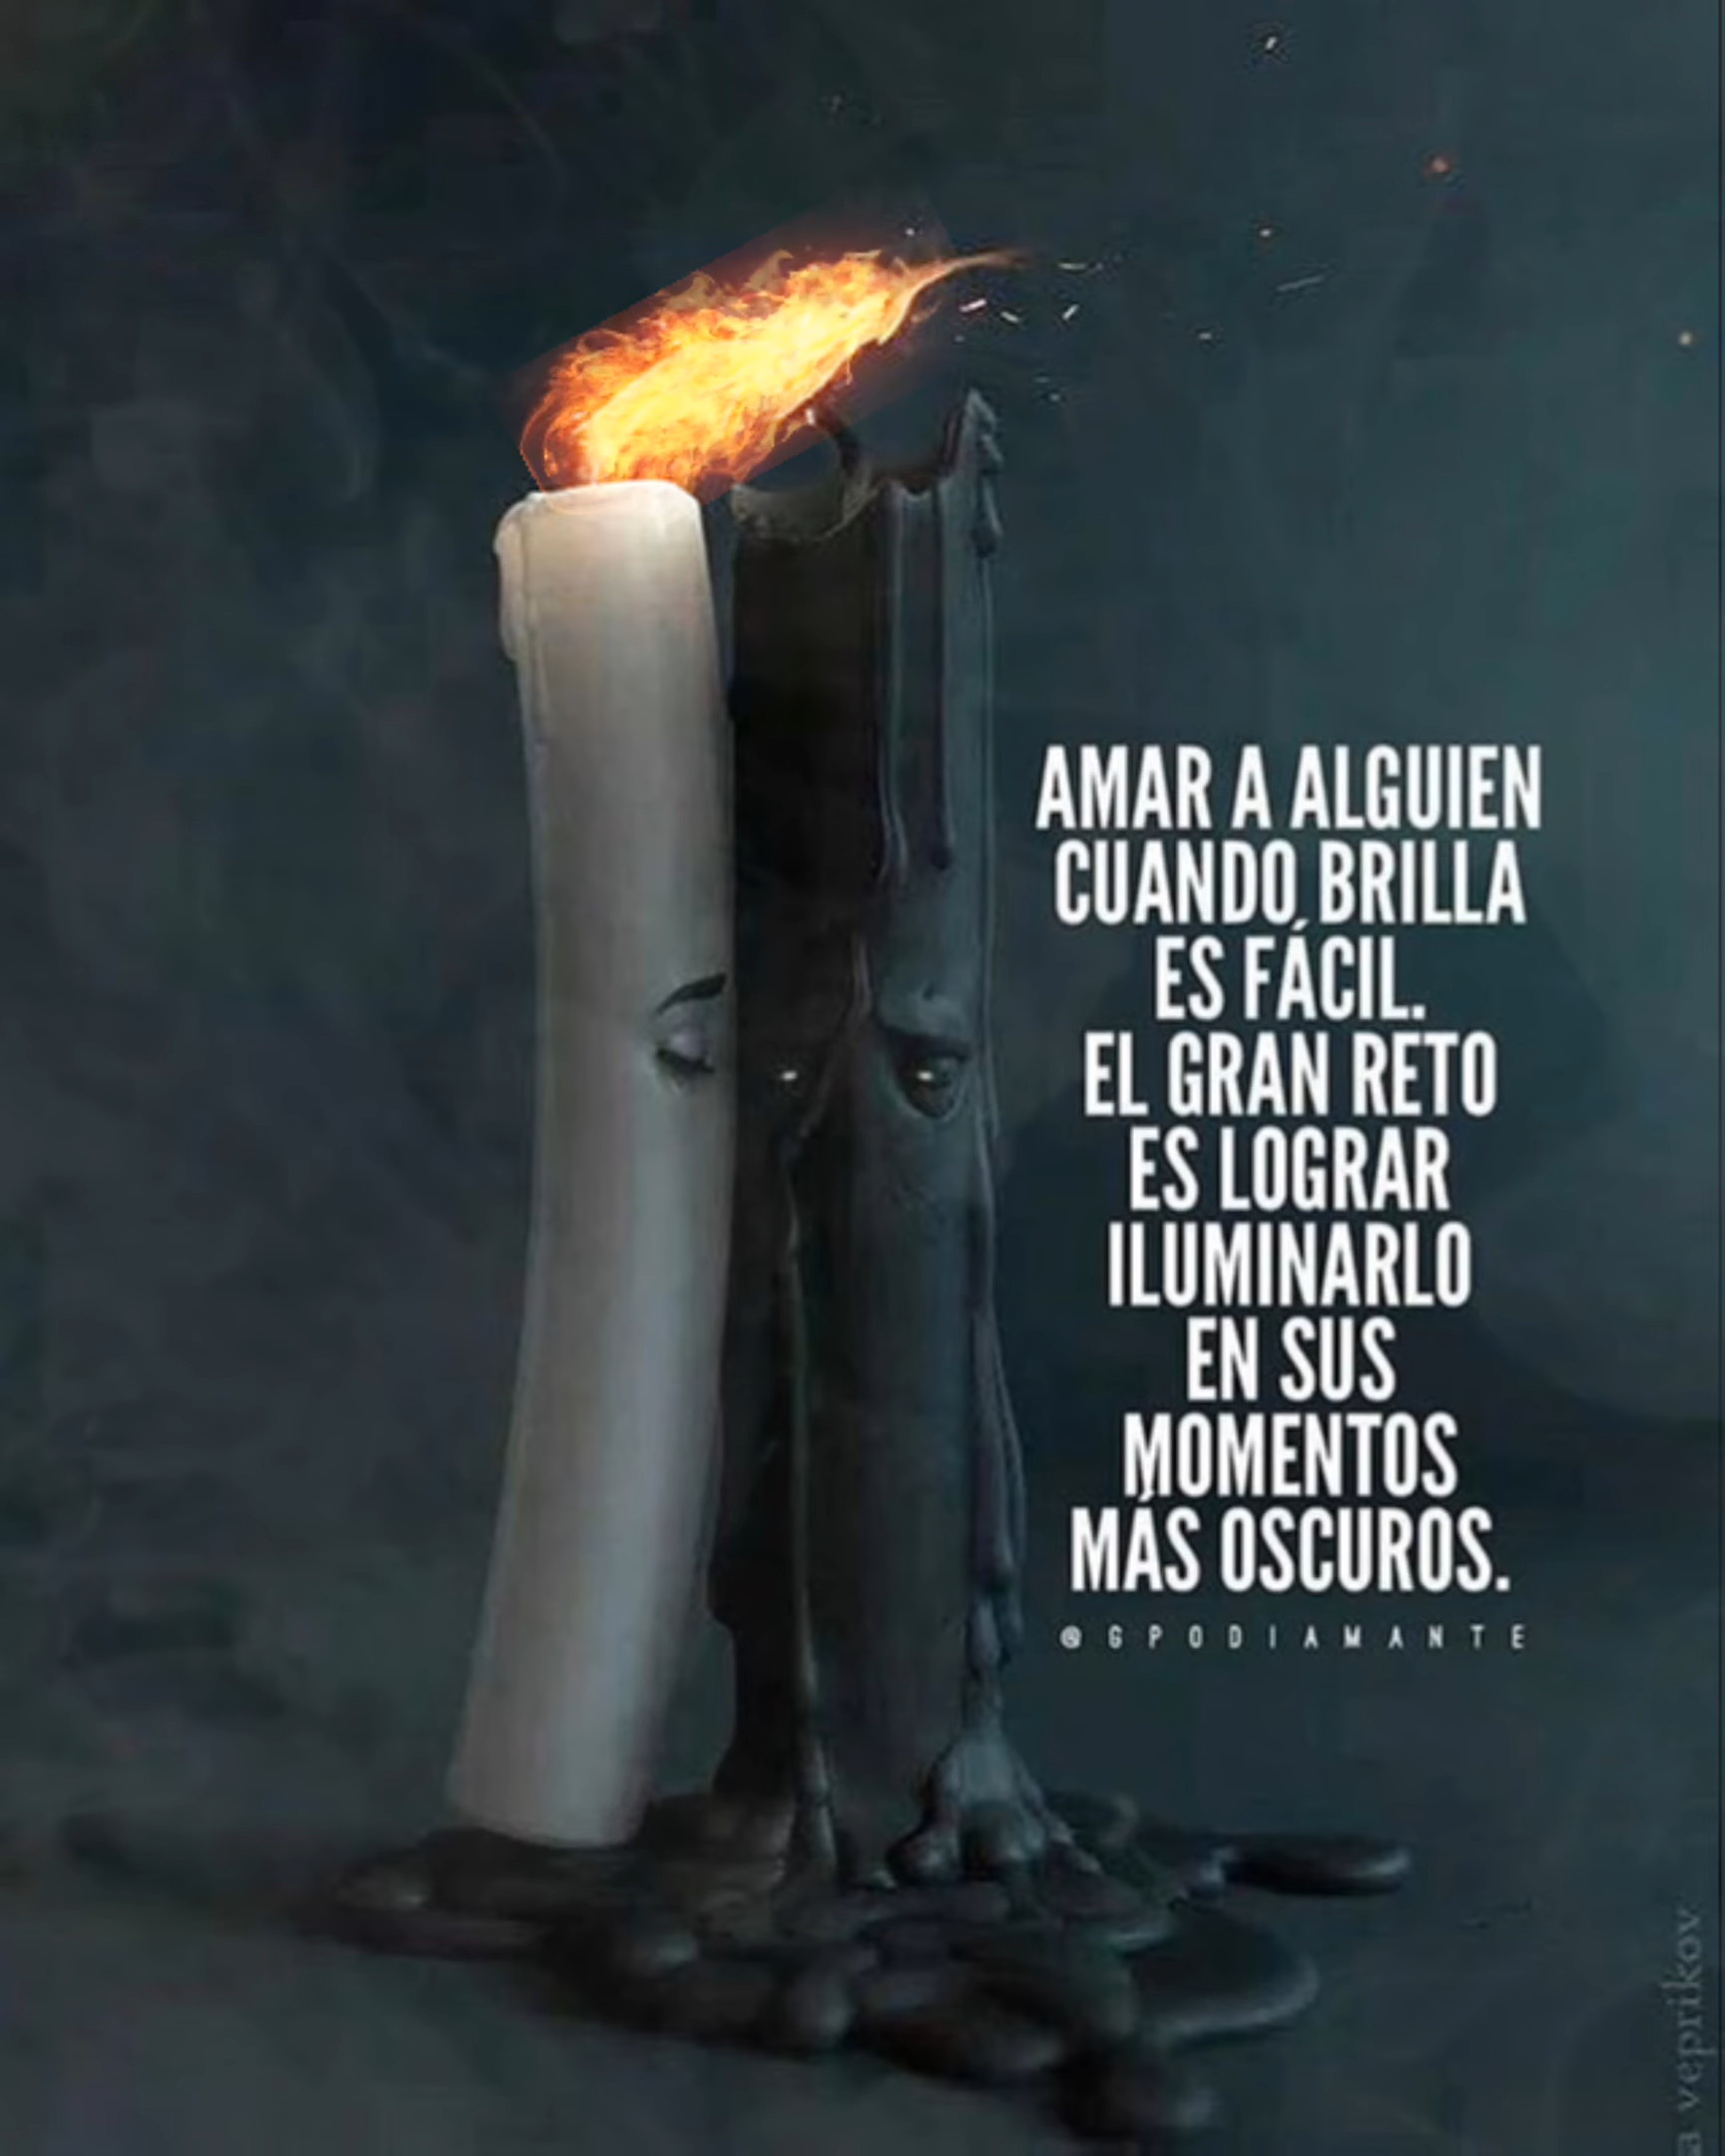 AMAR A ALGUIEN
CUANDO BRILLA
ES FÁCIL.
EL GRAN RETO
ES LOGRAR
ILUMINARLO
EN SUS
MOMENTOS
MÁS OSCUROS.
@GPODIAMANTE
a veprikov